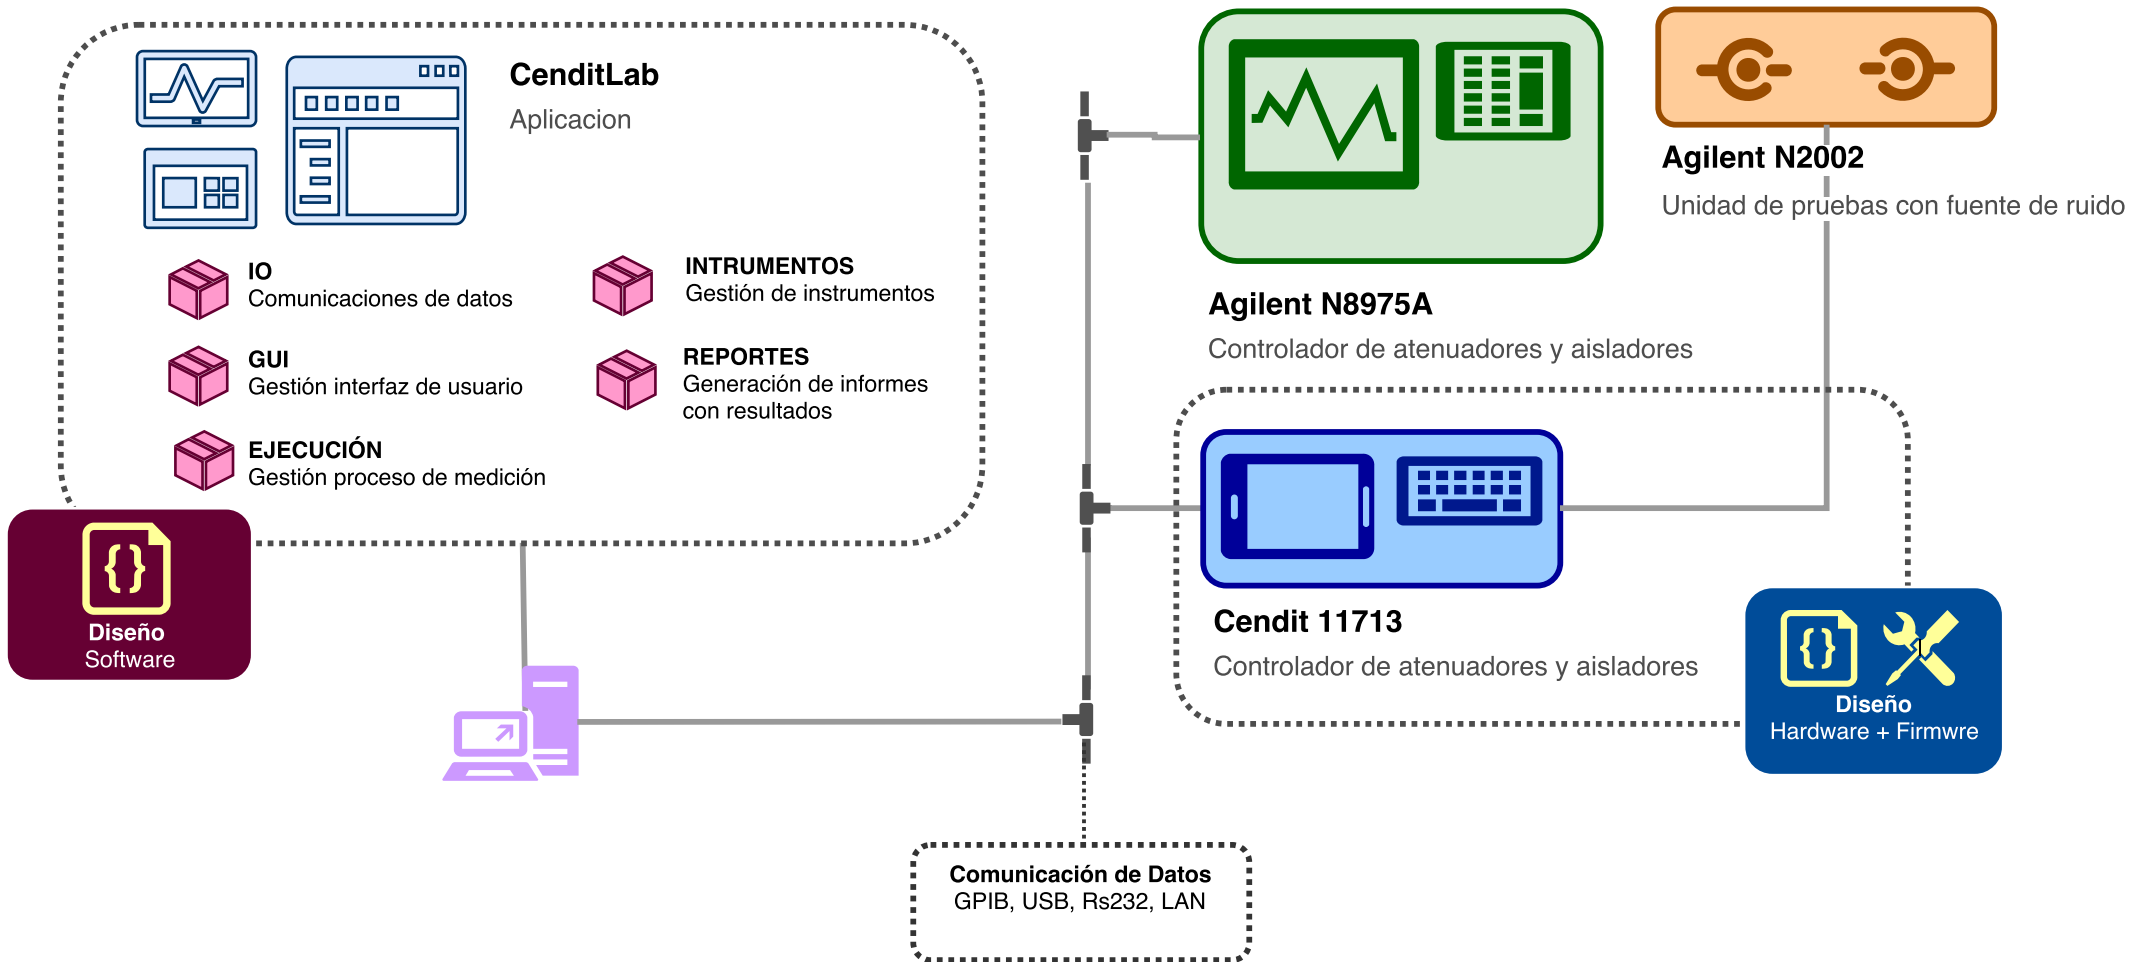 CenditLab
Aplicacion
IO
Comunicaciones de datos
GUI
Gestión interfaz de usuario
EJECUCIÓN
Gestión proceso de medición
INTRUMENTOS
Gestión de instrumentos
REPORTES
Generación de informes
con resultados
Diseño
Software
Agilent N8975A
Controlador de atenuadores y aisladores
Agilent N2002
Unidad de pruebas con fuente de ruido
Cendit 11713
Controlador de atenuadores y aisladores
Diseño
Hardware + Firmwre
Comunicación de Datos
GPIB, USB, Rs232, LAN